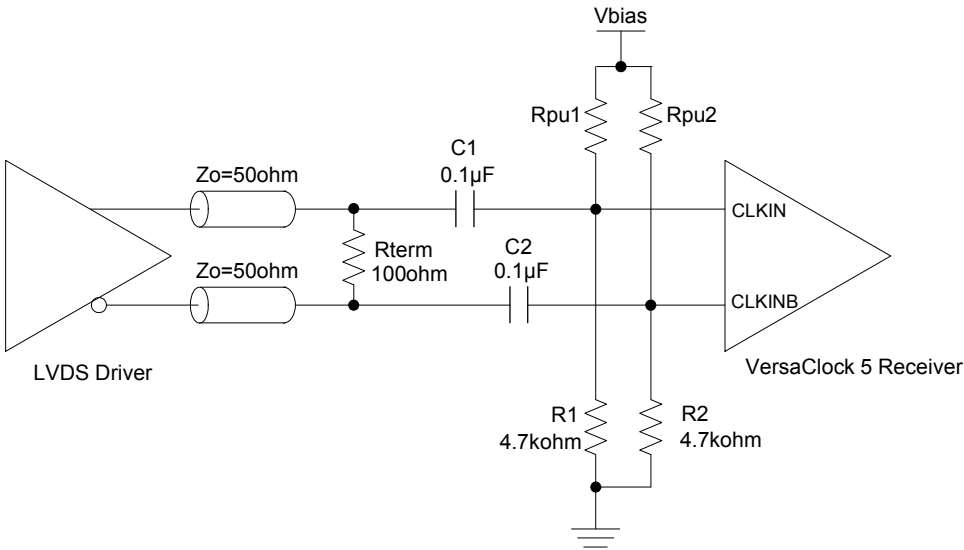 Vbias
Rpu1
Rpu2
C1
0.1µF
Zo=50ohm
CLKIN
Rterm
100ohm
C2
0.1µF
Zo=50ohm
CLKINB
LVDS Driver
VersaClock 5 Receiver
R1
4.7kohm
R2
4.7kohm